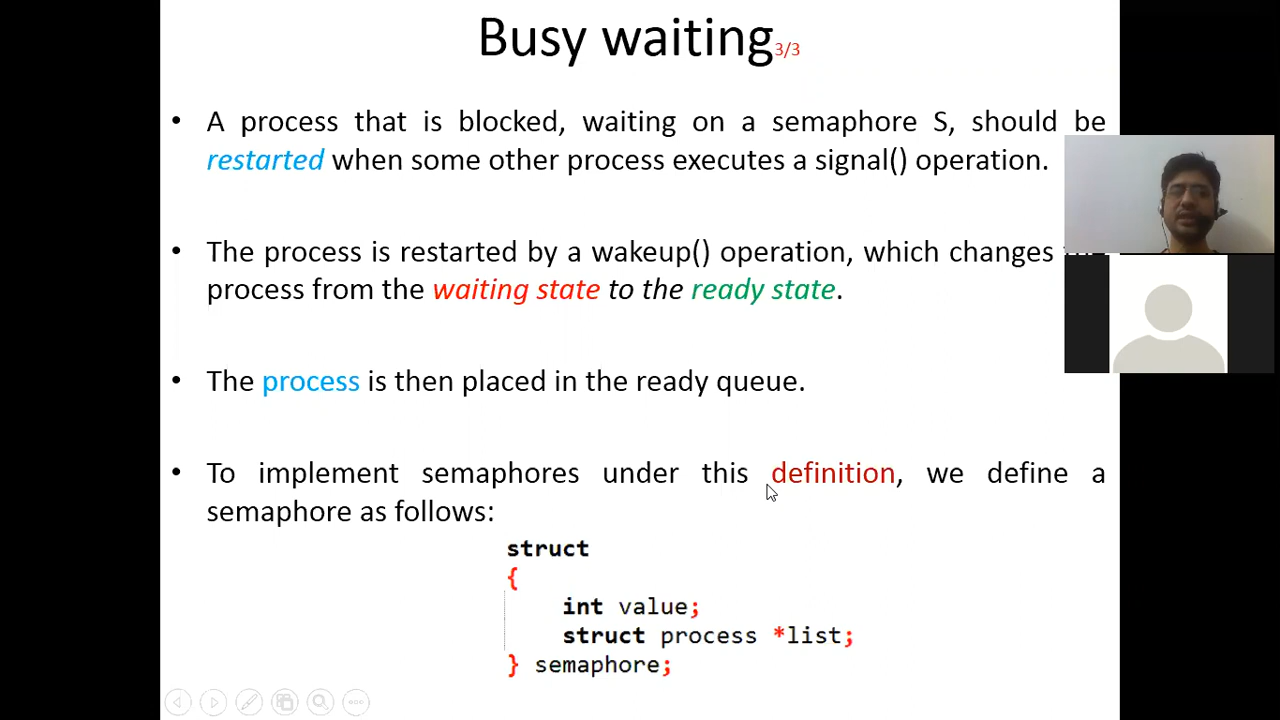 Busy waiting3/3
• A process that is blocked, waiting on a semaphore S, should be
restarted when some other process executes a signal() operation.
• The process is restarted by a wakeup() operation, which changes
process from the waiting state to the ready state.
• The process is then placed in the ready queue.
• To implement semaphores under this definition, we define a
semaphore as follows:
struct
{
int value;
struct process *list;
} semaphore;